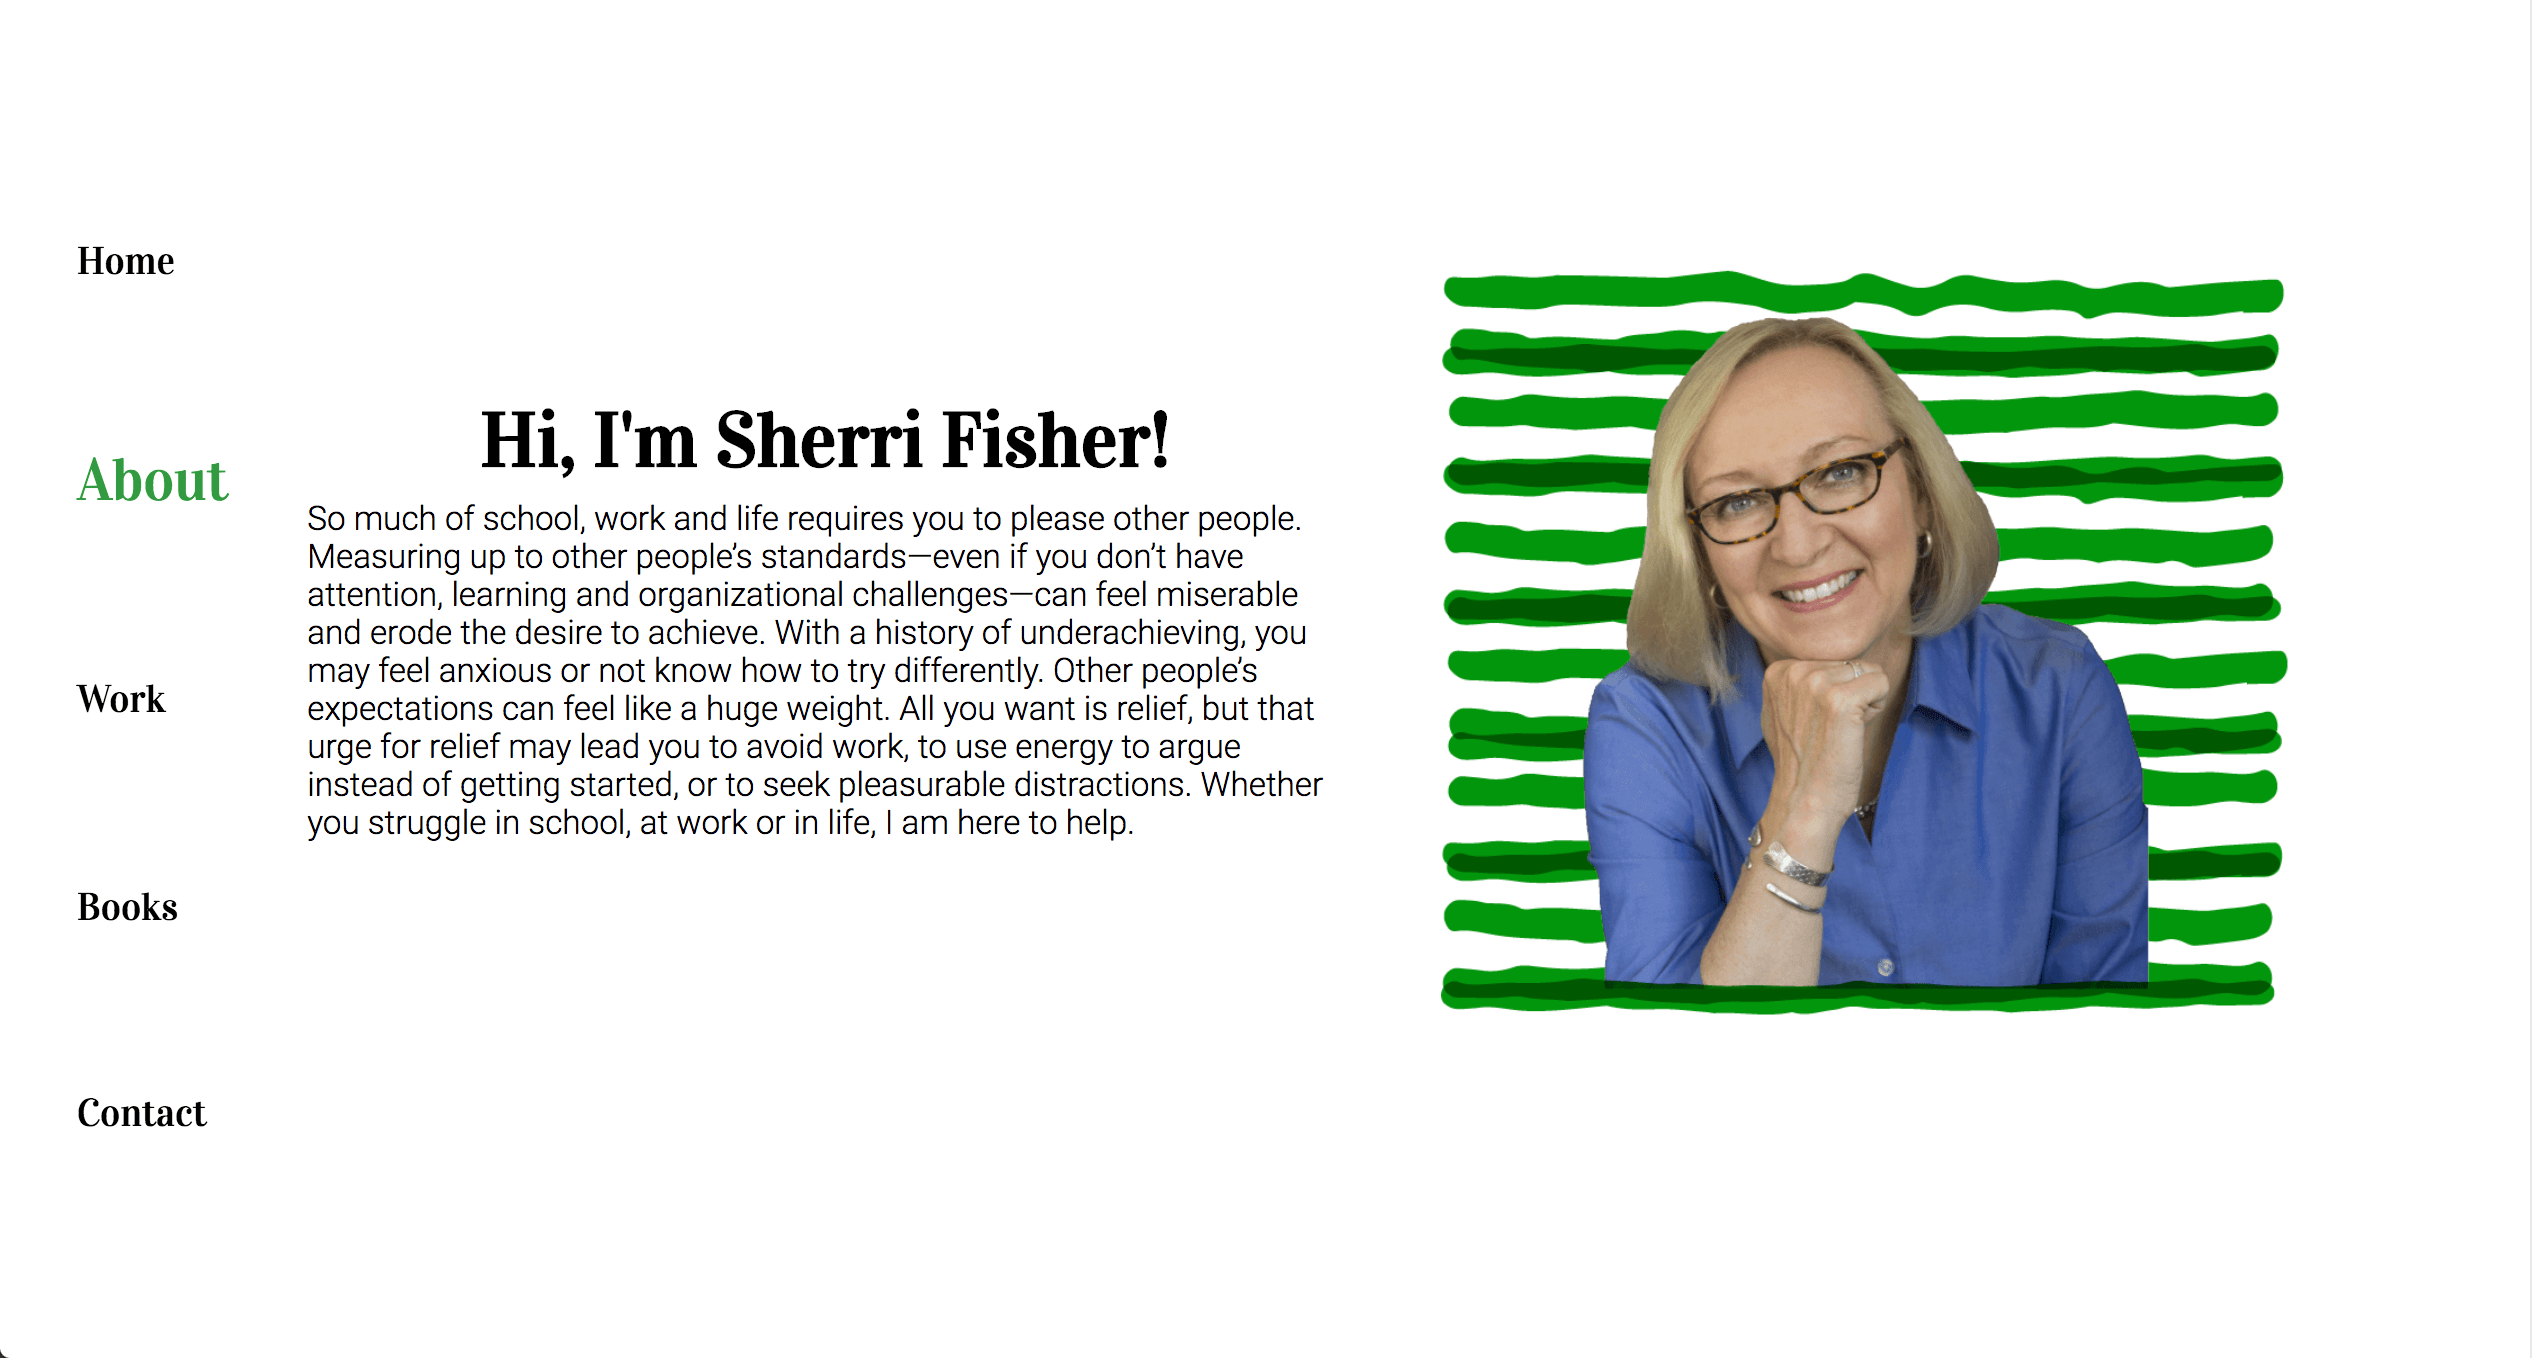 Home
About
Work
Books
Contact
Hi, I'm Sherri Fisher!
So much of school, work and life requires you to please other people.
Measuring up to other people’s standards—even if you don’t have
attention, learning and organizational challenges—can feel miserable
and erode the desire to achieve. With a history of underachieving, you
may feel anxious or not know how to try differently. Other people’s
expectations can feel like a huge weight. All you want is relief, but that
urge for relief may lead you to avoid work, to use energy to argue
instead of getting started, or to seek pleasurable distractions. Whether
you struggle in school, at work or in life, I am here to help.